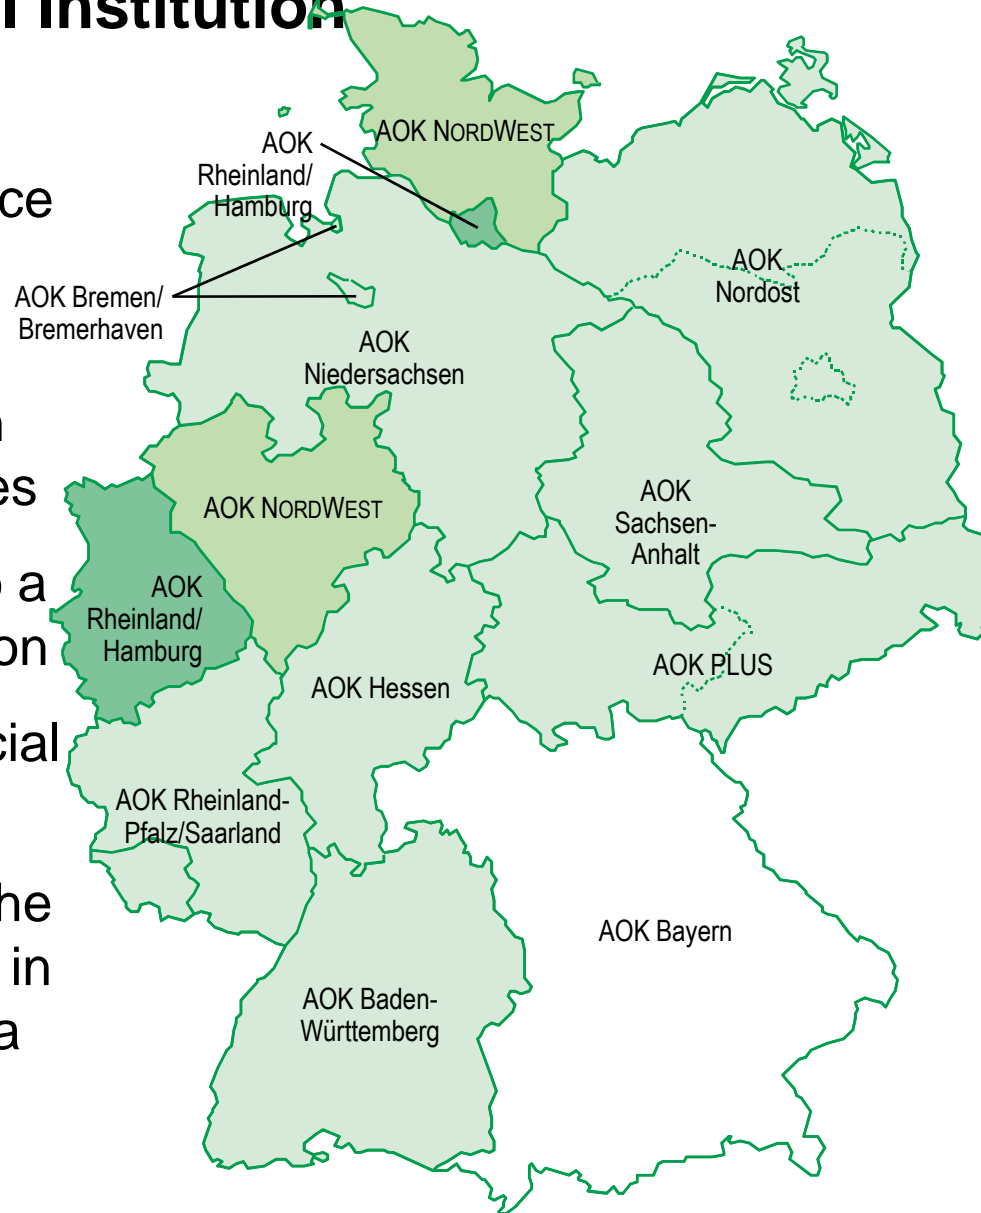 l Institution
ce
n
es
o a
on
cial
he
in
a
AOK NORDWEST
AOK
Rheinland/
Hamburg
AOK Bremen/
Bremerhaven
AOK
Nordost
AOK
Niedersachsen
AOK NORDWEST
AOK
Sachsen-
Anhalt
AOK
Rheinland/
Hamburg
AOK PLUS
AOK Hessen
AOK Rheinland-
Pfalz/Saarland
AOK Bayern
AOK Baden-
Württemberg